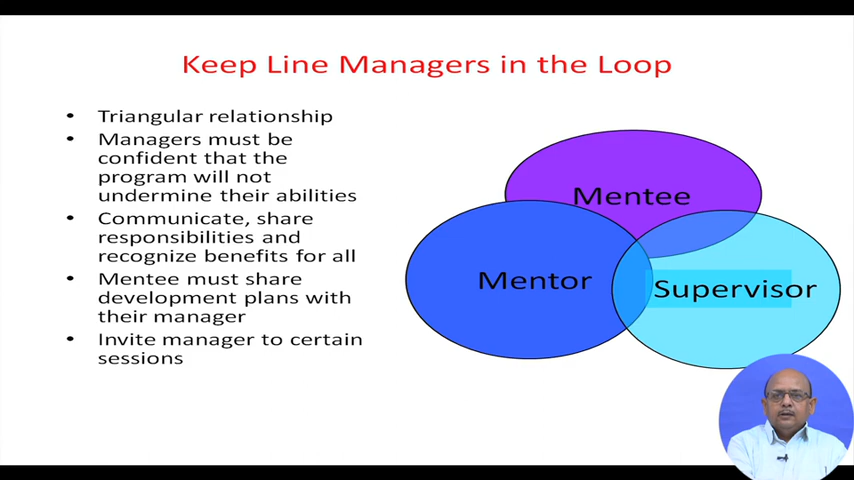 Keep Line Managers in the Loop
• Triangular relationship
• Managers must be
confident that the
program will not
undermine their abilities
• Communicate, share
responsibilities and
recognize benefits for all
• Mentee must share
development plans with
their manager
• Invite manager to certain
sessions
Mentee
Mentor
Supervisor